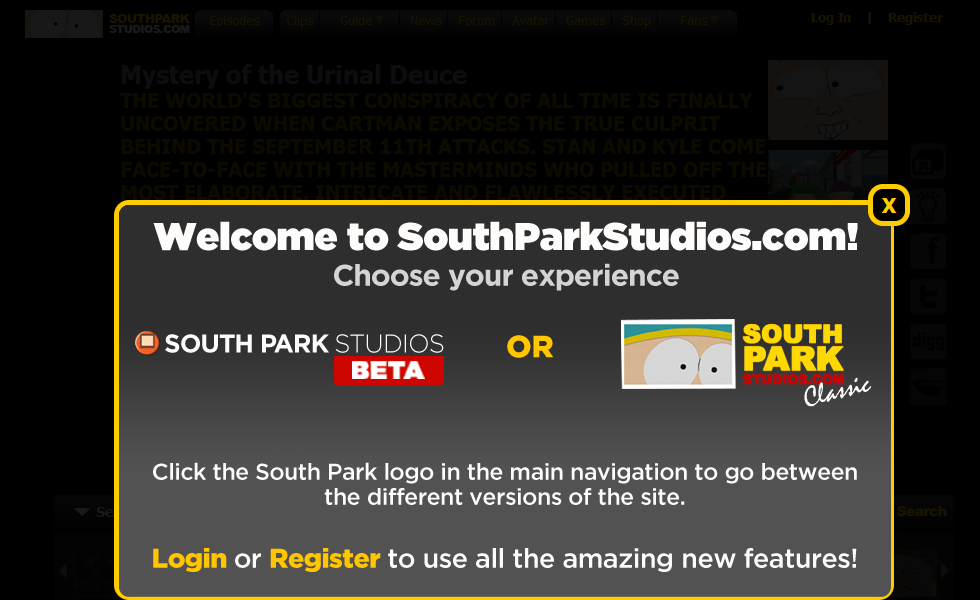 SOUTHPARK
STUDIOS.COM
Episodes Clips Guide News Forum Avatar Games Shop Fans
Log In | Register
Mystery of the Urinal Deuce
THE WORLD'S BIGGEST CONSPIRACY OF ALL TIME IS FINALLY
UNCOVERED WHEN CARTMAN EXPOSES THE TRUE CULPRIT
BEHIND THE SEPTEMBER 11TH ATTACKS. STAN AND KYLE COME
FACE-TO-FACE WITH THE MASTERMINDS WHO PULLED OFF THE
MOST ELABORATE, INTRICATE AND FLAWLESSLY EXECUTED
X
Welcome to SouthParkStudios.com!
Choose your experience
SOUTH PARK STUDIOS
BETA
OR
SOUTH
PARK
STUDIOS.COM
Classic
f
t
digg
Click the South Park logo in the main navigation to go between
the different versions of the site.
Se
Search
Login or Register to use all the amazing new features!